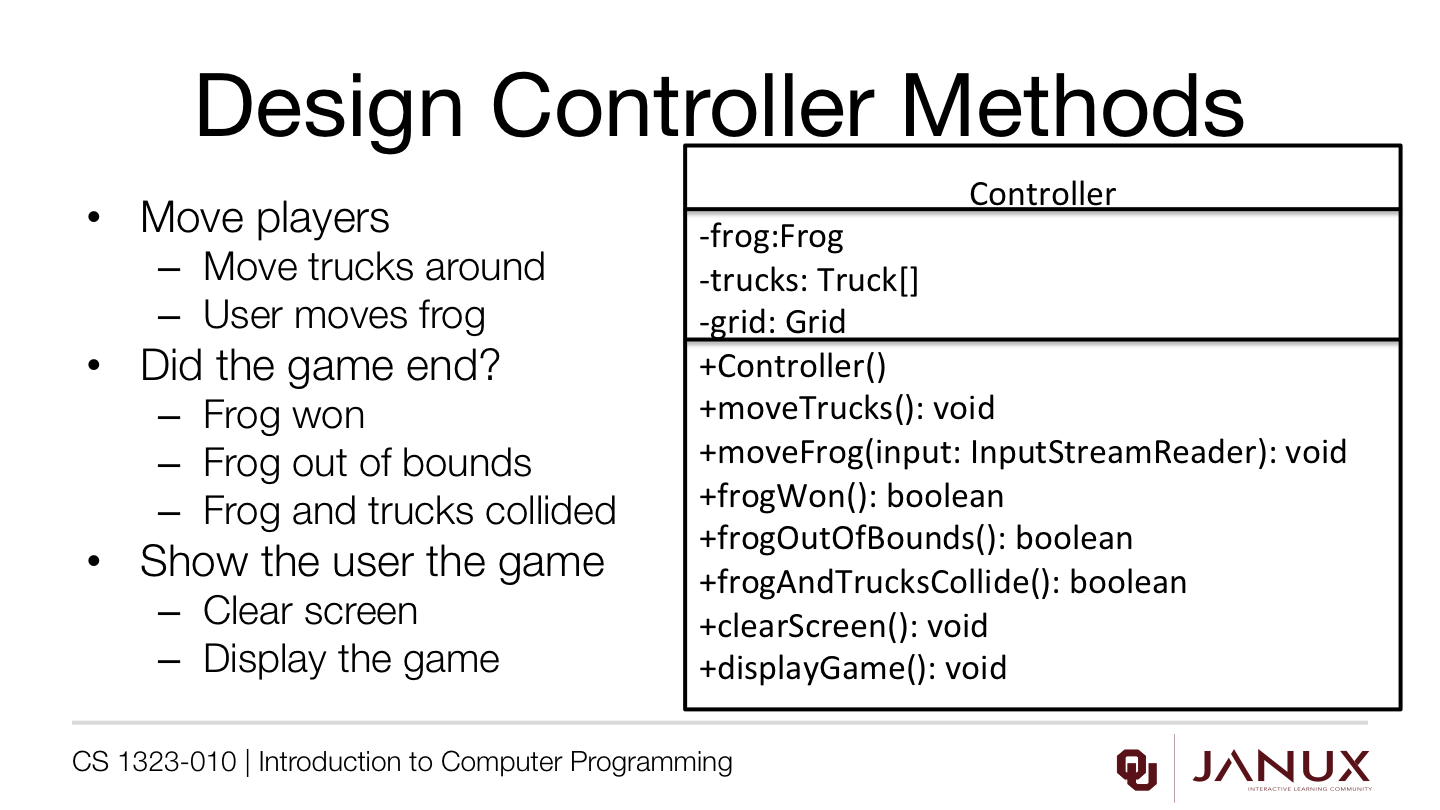 Design Controller Methods
• Move players
– Move trucks around
– User moves frog
• Did the game end?
– Frog won
– Frog out of bounds
– Frog and trucks collided
• Show the user the game
– Clear screen
– Display the game
Controller
-frog:Frog
-trucks: Truck[]
-grid: Grid
+Controller()
+moveTrucks(): void
+moveFrog(input: InputStreamReader): void
+frogWon(): boolean
+frogOutOfBounds(): boolean
+frogAndTrucksCollide(): boolean
+clearScreen(): void
+displayGame(): void
CS 1323-010 | Introduction to Computer Programming
OU
JANUX
INTERACTIVE LEARNING COMMUNITY